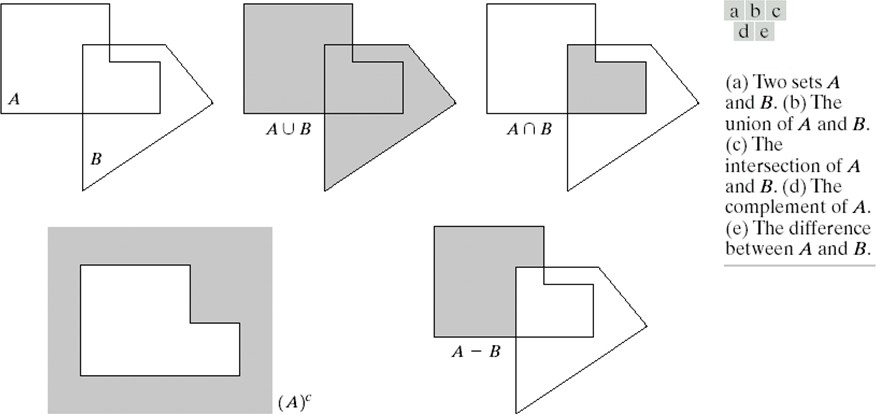 A
B
A ∪ B
A ∩ B
(A)ᶜ
A − B
a b c
d e
(a) Two sets A
and B. (b) The
union of A and B.
(c) The
intersection of A
and B. (d) The
complement of A.
(e) The difference
between A and B.